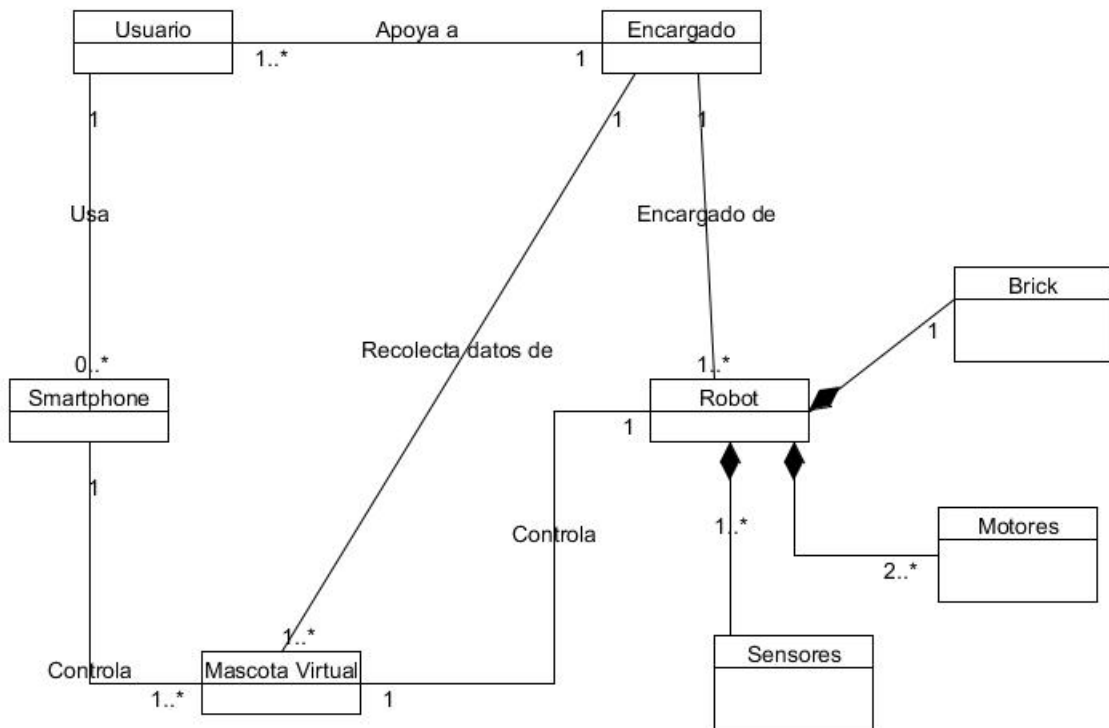 Usuario
Apoya a
Encargado
1..*
1
1
1
1
Usa
Encargado de
Brick
1
Recolecta datos de
0..*
1..*
Smartphone
Robot
1
1
1..*
Controla
Motores
2..*
1..*
Sensores
Controla
Mascota Virtual
1..*
1